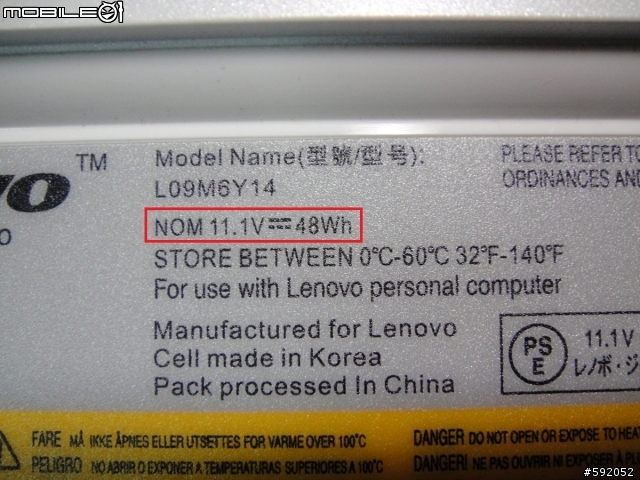 MOBILE01
TM
Model Name(型號/型号):
L09M6Y14
NOM 11.1V⎓48Wh
STORE BETWEEN 0℃-60℃ 32℉-140℉
For use with Lenovo personal computer
Manufactured for Lenovo
Cell made in Korea
Pack processed In China
PLEASE REFER TO
ORDINANCES AND
PS
E
11.1V
レノボ・ジ
FARE MÅ IKKE ÅPNES ELLER UTSETTES FOR VARME OVER 100°C
PELIGRO NO ABRIR O EXPONER A TEMPERATURAS SUPERIORES A 100°C
DANGER DO NOT OPEN OR EXPOSE TO HEAT
DANGER NE PAS OUVRIR NI
#592052